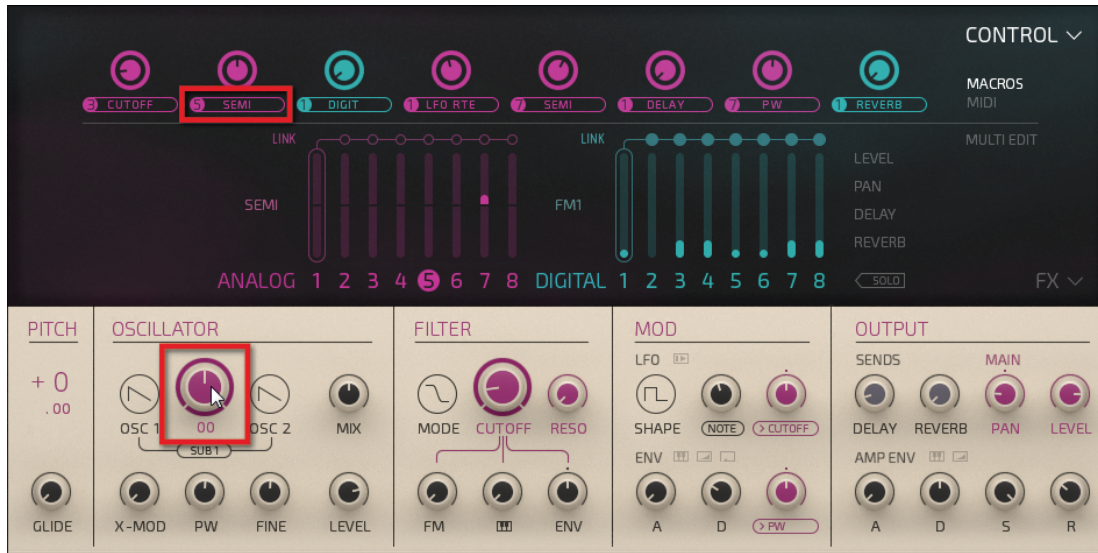 CONTROL
3 CUTOFF 5 SEMI 1 DIGIT 1 LFO RTE 7 SEMI 1 DELAY 7 PW 1 REVERB
MACROS
MIDI
LINK LINK MULTI EDIT
LEVEL
PAN
SEMI FM1
DELAY
REVERB
ANALOG 1 2 3 4 5 6 7 8 DIGITAL 1 2 3 4 5 6 7 8 SOLO FX
PITCH OSCILLATOR FILTER MOD OUTPUT
LFO SENDS MAIN
+ 0
.00
OSC 1 00 OSC 2 MIX MODE CUTOFF RESO SHAPE NOTE > CUTOFF DELAY REVERB PAN LEVEL
SUB 1
ENV AMP ENV
GLIDE X-MOD PW FINE LEVEL FM ENV A D > PW A D S R